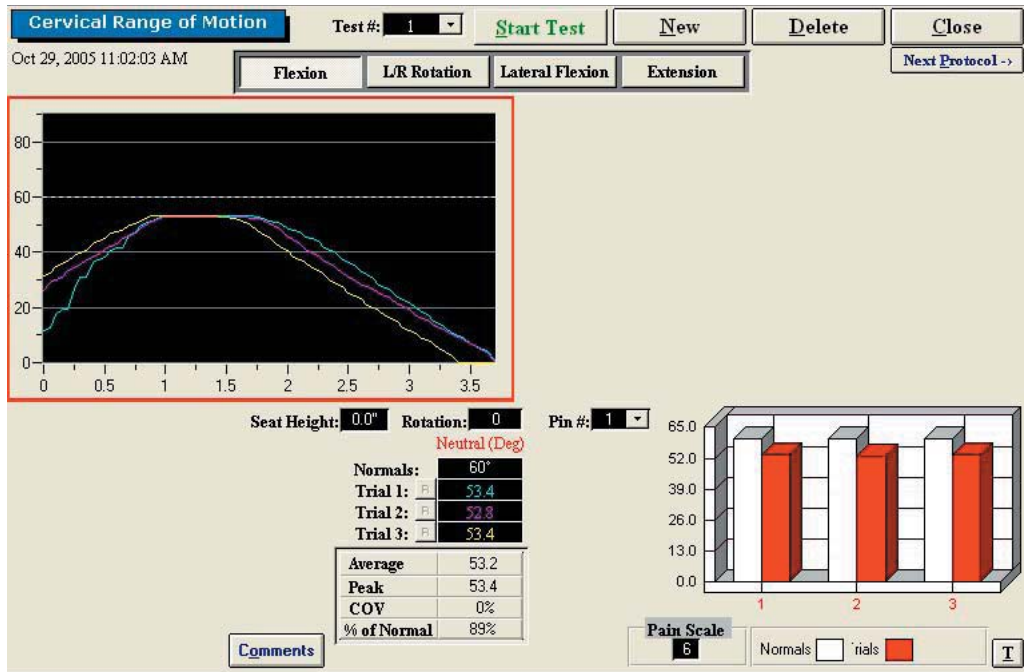 Cervical Range of Motion
Test #: 1
Start Test
New
Delete
Close
Oct 29, 2005 11:02:03 AM
Flexion
L/R Rotation
Lateral Flexion
Extension
Next Protocol ->
80
60
40
20
0
0 0.5 1 1.5 2 2.5 3 3.5
Seat Height: 0.0" Rotation: 0 Pin #: 1
Neutral (Deg)
Normals: 60°
Trial 1: R 53.4
Trial 2: R 52.8
Trial 3: R 53.4
Average 53.2
Peak 53.4
COV 0%
% of Normal 89%
Comments
65.0
52.0
39.0
26.0
13.0
0.0
1 2 3
Pain Scale
6
Normals
rials
T